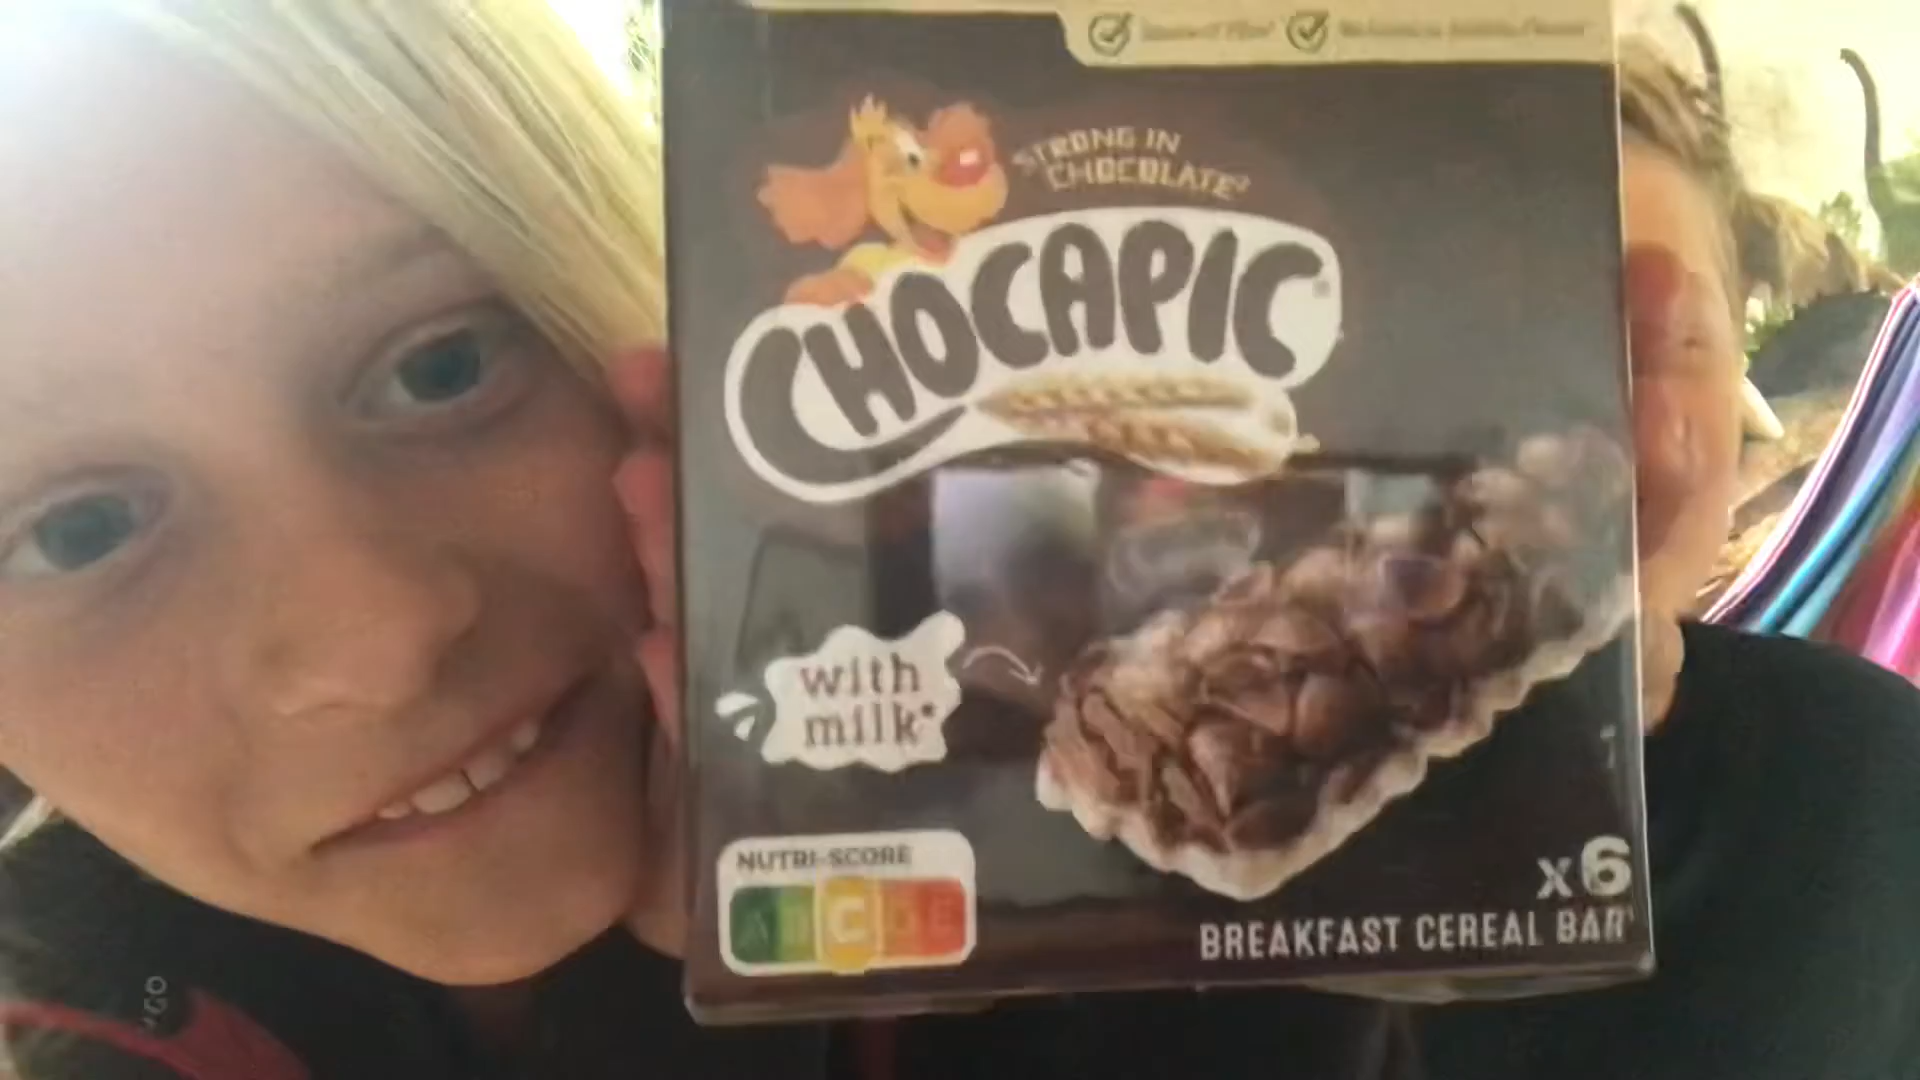 STRONG IN
CHOCOLATE
CHOCAPIC®
with
milk*
NUTRI-SCORE
A B C D E
x6
BREAKFAST CEREAL BAR